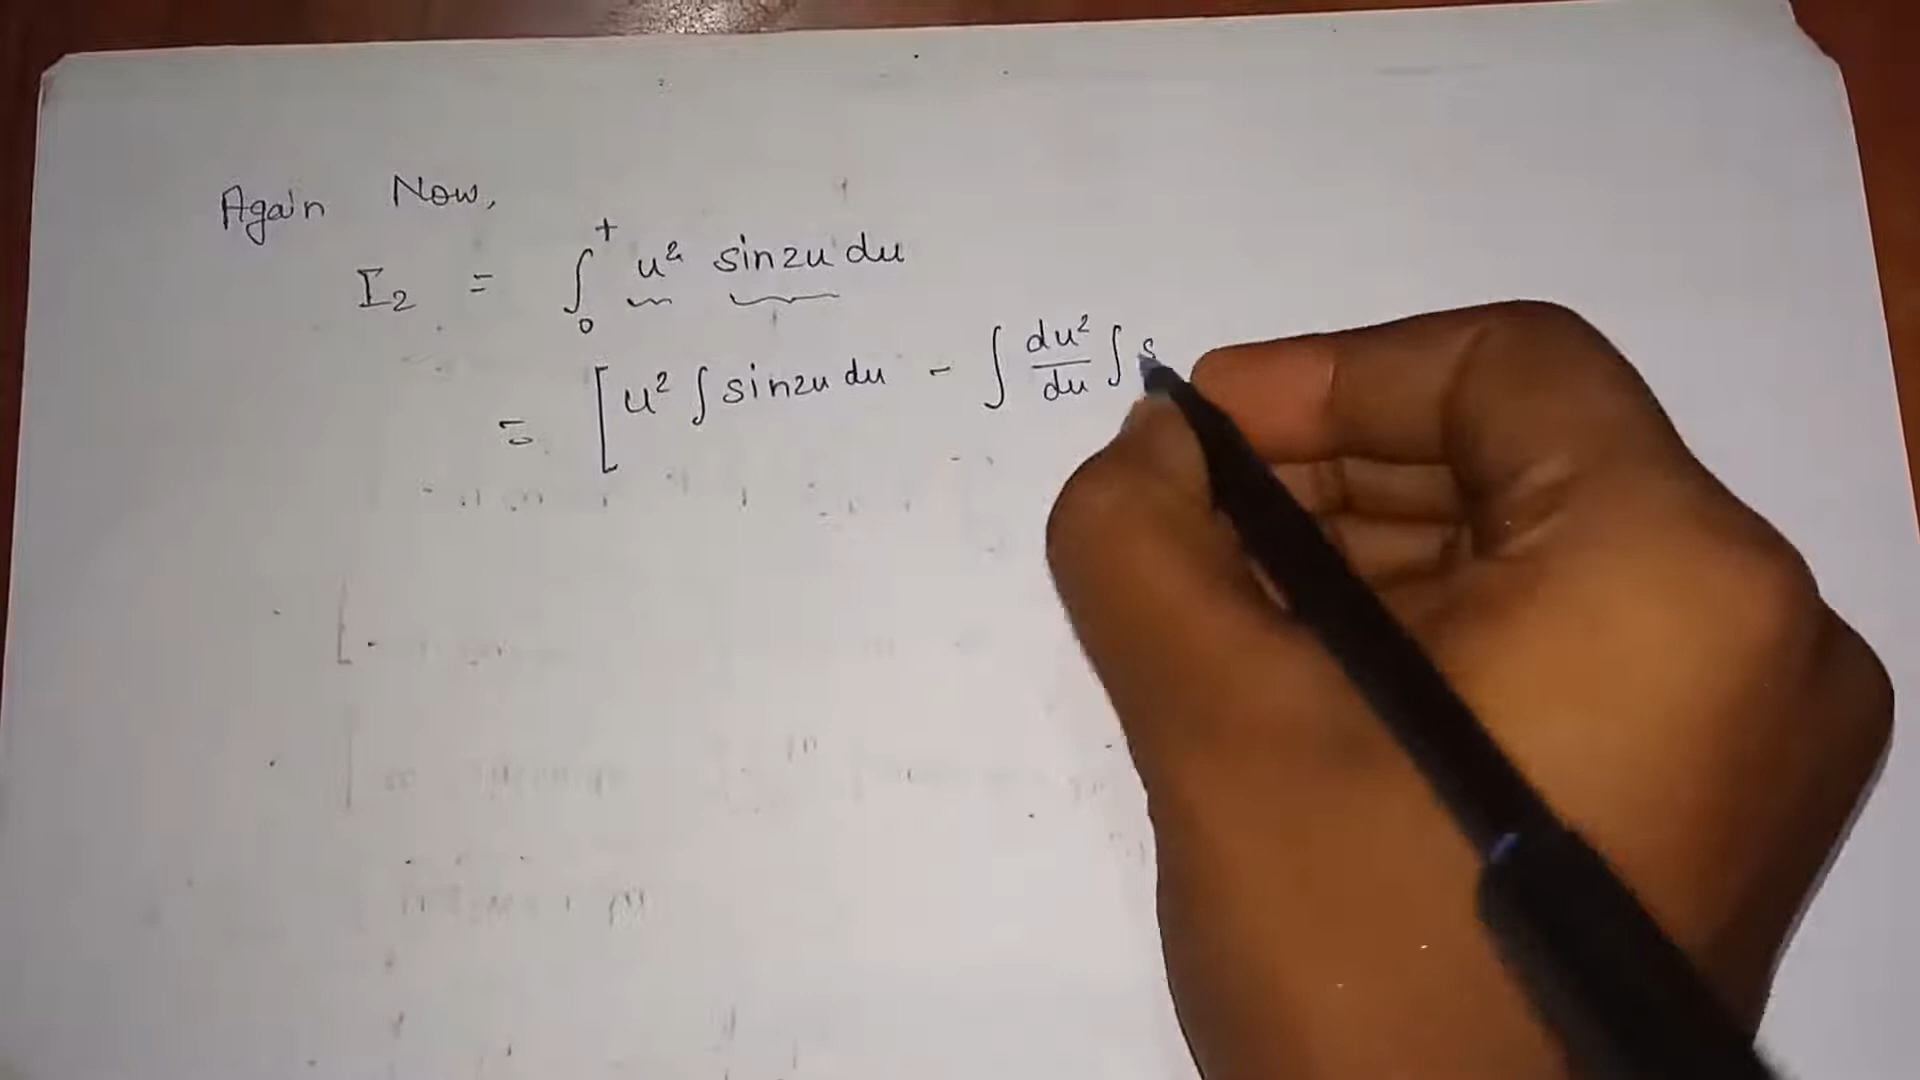 Again Now,
I₂ = ∫₀ᵗ u² sin2u du
= [u² ∫ sin2u du - ∫ du²/du ∫ s